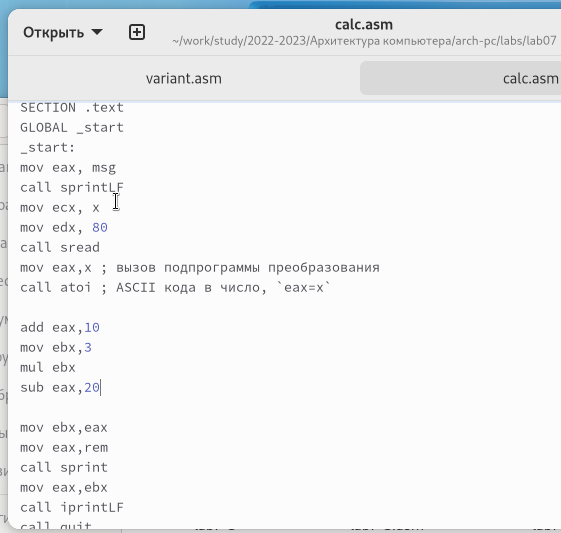 Открыть
calc.asm
~/work/study/2022-2023/Архитектура компьютера/arch-pc/labs/lab07
variant.asm
calc.asm
SECTION .text
GLOBAL _start
_start:
mov eax, msg
call sprintLF
mov ecx, x
mov edx, 80
call sread
mov eax,x ; вызов подпрограммы преобразования
call atoi ; ASCII кода в число, `eax=x`
add eax,10
mov ebx,3
mul ebx
sub eax,20
mov ebx,eax
mov eax,rem
call sprint
mov eax,ebx
call iprintLF
call quit